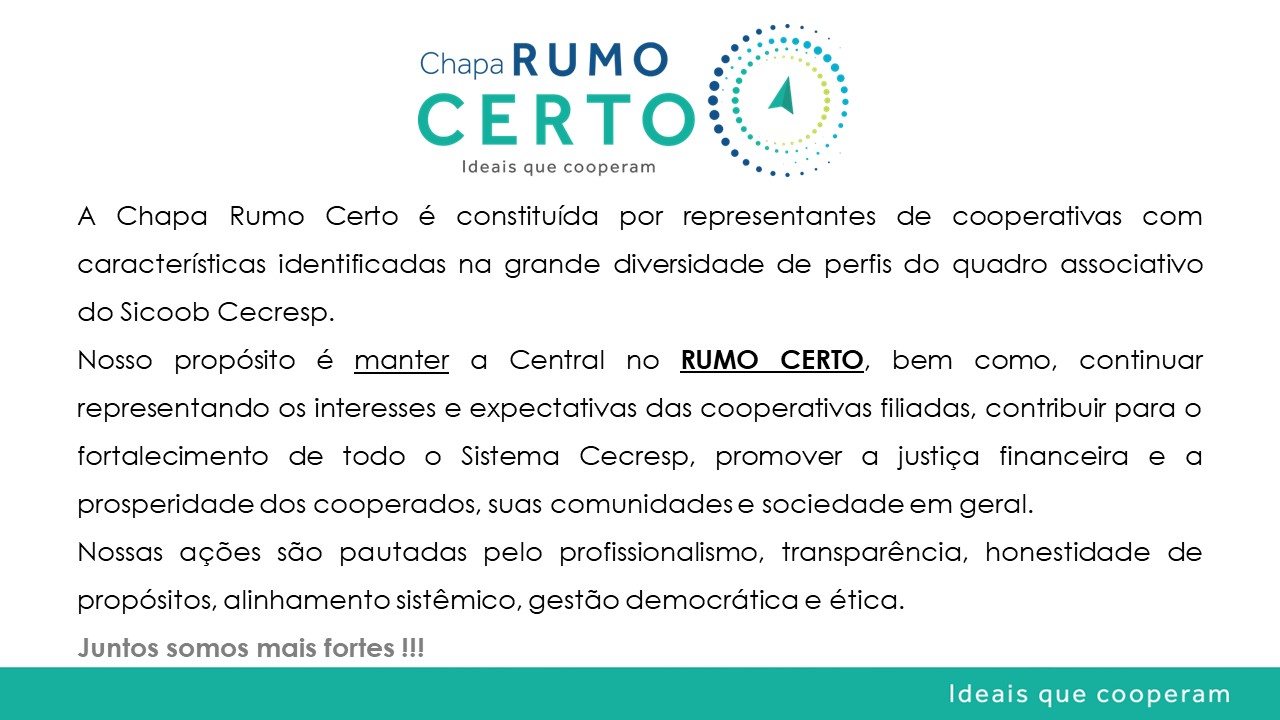 Chapa RUMO
CERTO
Ideais que cooperam
A Chapa Rumo Certo é constituída por representantes de cooperativas com
características identificadas na grande diversidade de perfis do quadro associativo
do Sicoob Cecresp.
Nosso propósito é manter a Central no RUMO CERTO, bem como, continuar
representando os interesses e expectativas das cooperativas filiadas, contribuir para o
fortalecimento de todo o Sistema Cecresp, promover a justiça financeira e a
prosperidade dos cooperados, suas comunidades e sociedade em geral.
Nossas ações são pautadas pelo profissionalismo, transparência, honestidade de
propósitos, alinhamento sistêmico, gestão democrática e ética.
Juntos somos mais fortes !!!
Ideais que cooperam